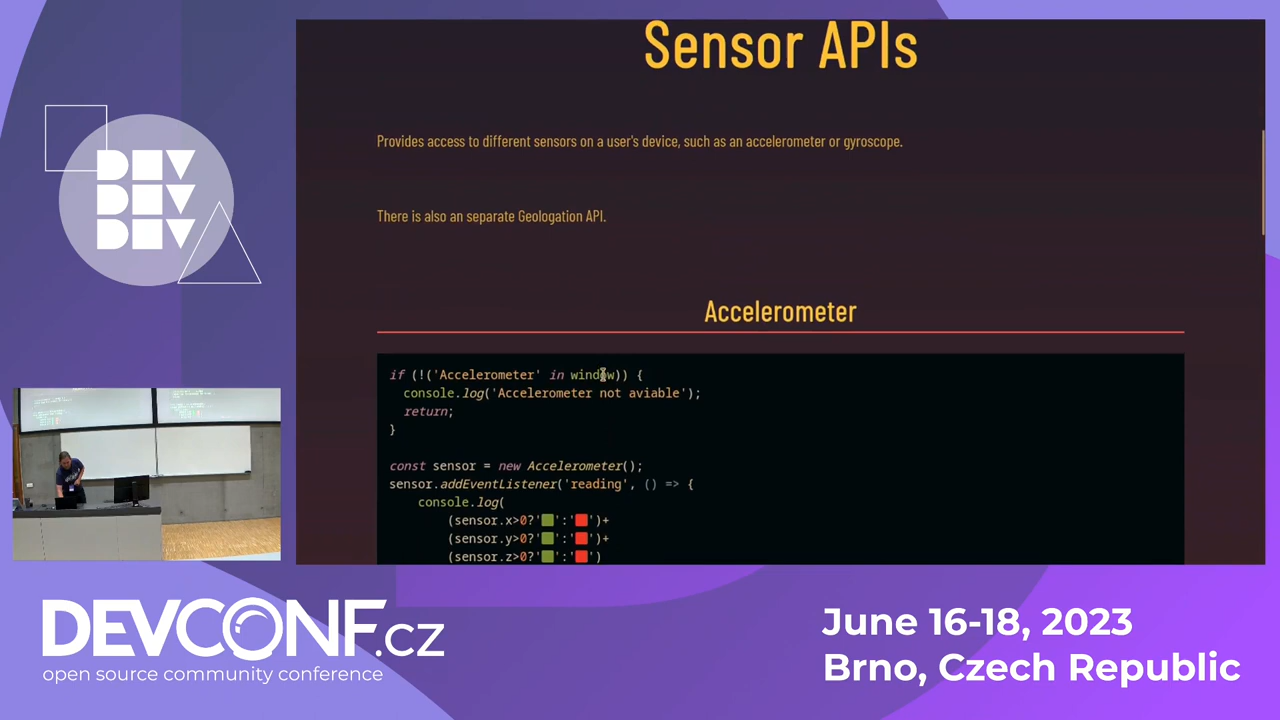 Sensor APIs
Provides access to different sensors on a user's device, such as an accelerometer or gyroscope.
There is also an separate Geologation API.
Accelerometer
if (!('Accelerometer' in window)) {
console.log('Accelerometer not aviable');
return;
}
const sensor = new Accelerometer();
sensor.addEventListener('reading', () => {
console.log(
(sensor.x>0?'🟩':'🟥')+
(sensor.y>0?'🟩':'🟥')+
(sensor.z>0?'🟩':'🟥')
DEV
DEV
DEV
DEVCONF.cz
open source community conference
June 16-18, 2023
Brno, Czech Republic